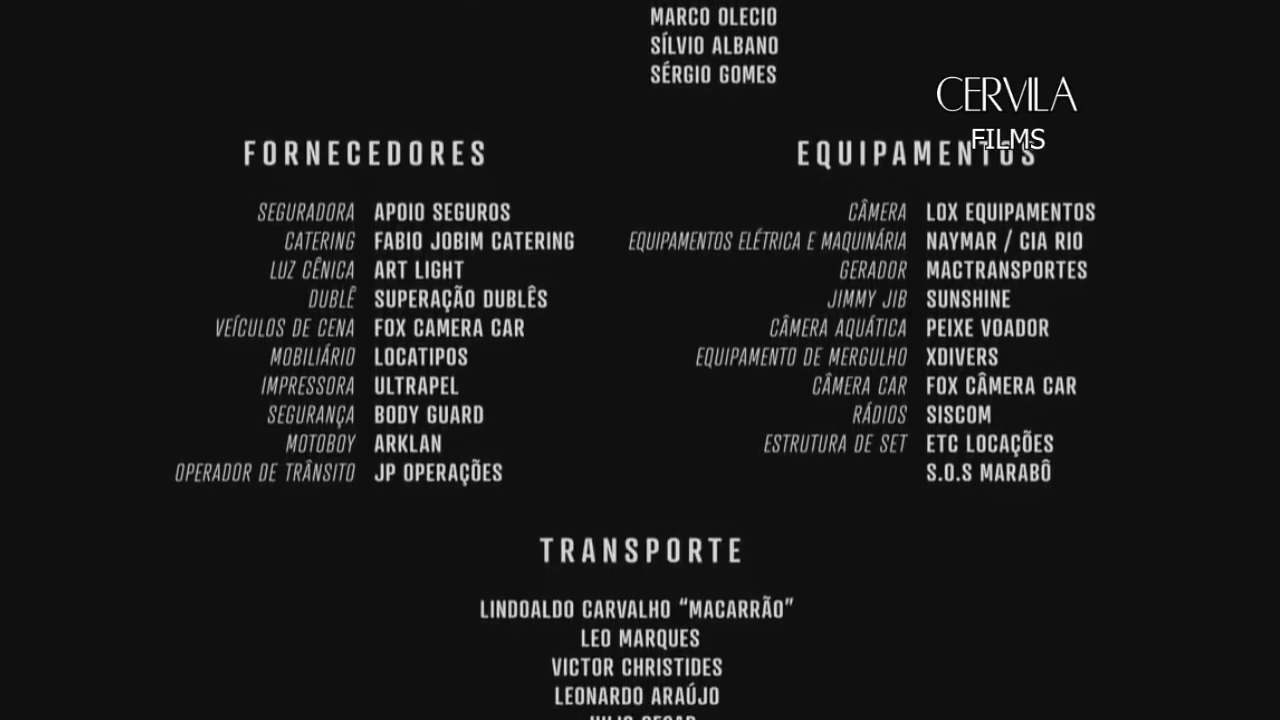 MARCO OLECIO
SÍLVIO ALBANO
SÉRGIO GOMES
CERVILA
FILMS
FORNECEDORES
SEGURADORA APOIO SEGUROS
CATERING FABIO JOBIM CATERING
LUZ CÊNICA ART LIGHT
DUBLÊ SUPERAÇÃO DUBLÊS
VEÍCULOS DE CENA FOX CAMERA CAR
MOBILIÁRIO LOCATIPOS
IMPRESSORA ULTRAPEL
SEGURANÇA BODY GUARD
MOTOBOY ARKLAN
OPERADOR DE TRÂNSITO JP OPERAÇÕES
EQUIPAMENTOS
CÂMERA LOX EQUIPAMENTOS
EQUIPAMENTOS ELÉTRICA E MAQUINÁRIA NAYMAR / CIA RIO
GERADOR MACTRANSPORTES
JIMMY JIB SUNSHINE
CÂMERA AQUÁTICA PEIXE VOADOR
EQUIPAMENTO DE MERGULHO XDIVERS
CÂMERA CAR FOX CÂMERA CAR
RÁDIOS SISCOM
ESTRUTURA DE SET ETC LOCAÇÕES
S.O.S MARABÔ
TRANSPORTE
LINDOALDO CARVALHO “MACARRÃO”
LEO MARQUES
VICTOR CHRISTIDES
LEONARDO ARAÚJO